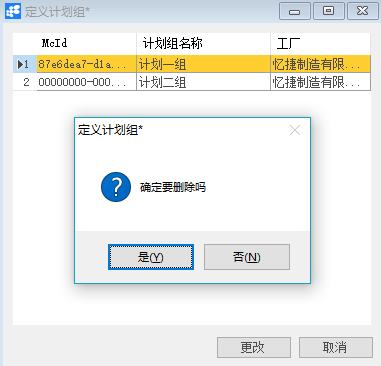 定义计划组*
McId 计划组名称 工厂
1 87e6dea7-d1a... 计划一组 忆捷制造有限...
2 00000000-000... 计划二组 忆捷制造有限...
定义计划组*
确定要删除吗
是(Y) 否(N)
更改 取消